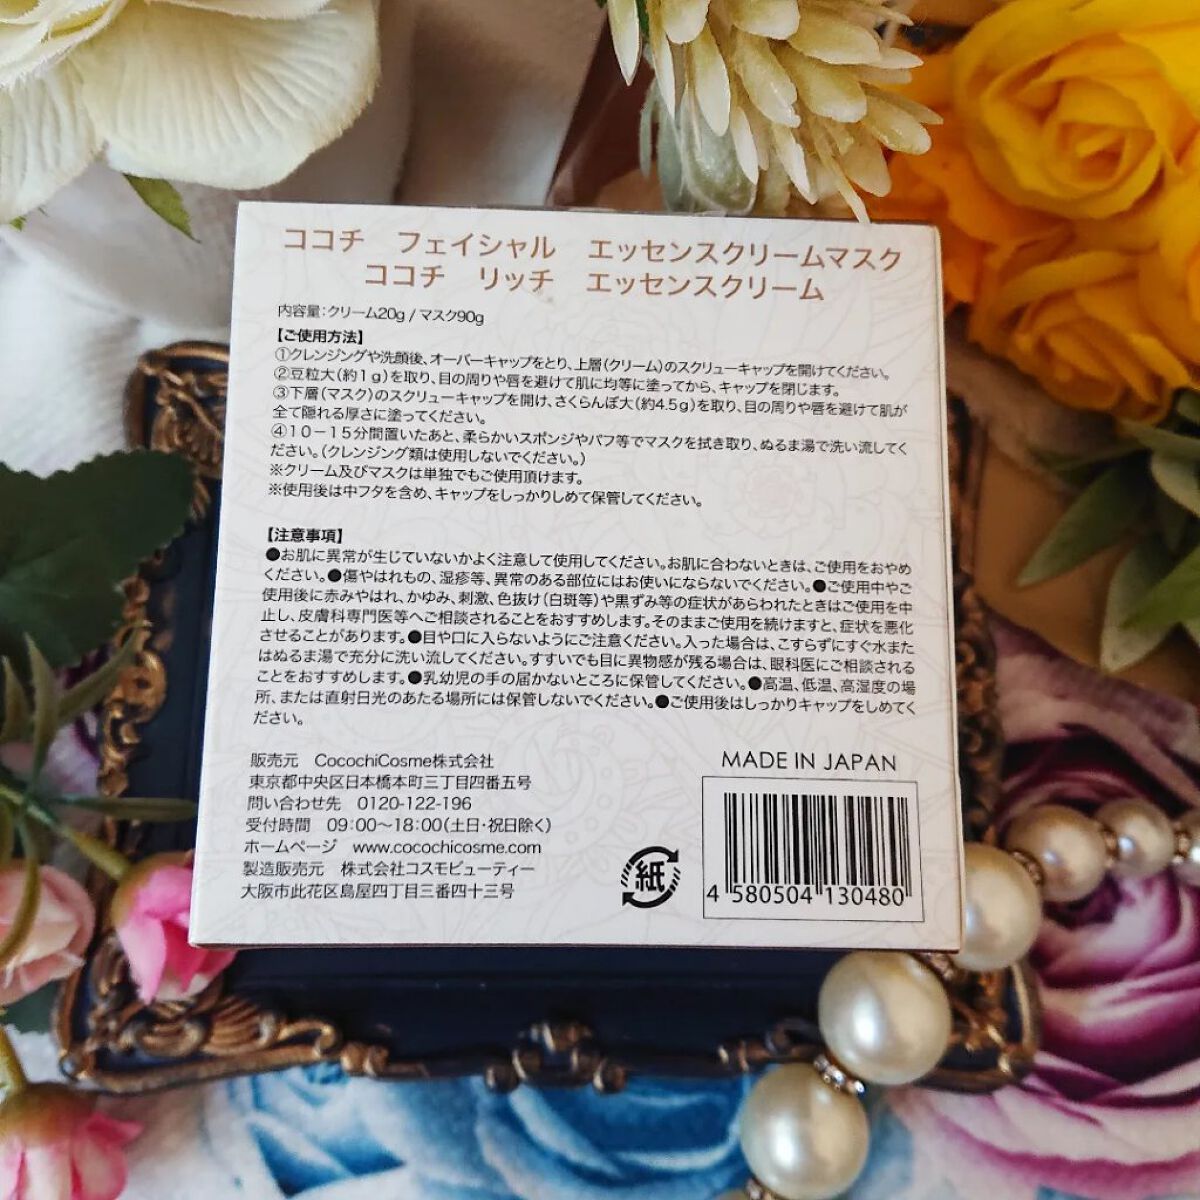 ココチ　フェイシャル　エッセンスクリームマスク
ココチ　リッチ　エッセンスクリーム
内容量:クリーム20g / マスク90g
【ご使用方法】
①クレンジングや洗顔後、オーバーキャップをとり、上層(クリーム)のスクリューキャップを開けてください。
②豆粒大(約1g)を取り、目の周りや唇を避けて肌に均等に塗ってから、キャップを閉じます。
③下層(マスク)のスクリューキャップを開け、さくらんぼ大(約4.5g)を取り、目の周りや唇を避けて肌が
全て隠れる厚さに塗ってください。
④10－15分間置いたあと、柔らかいスポンジやパフ等でマスクを拭き取り、ぬるま湯で洗い流してく
ださい。(クレンジング類は使用しないでください。)
※クリーム及びマスクは単独でもご使用頂けます。
※使用後は中フタを含め、キャップをしっかりしめて保管してください。
【注意事項】
●お肌に異常が生じていないかよく注意して使用してください。お肌に合わないときは、ご使用をおやめ
ください。●傷やはれもの、湿疹等、異常のある部位にはお使いにならないでください。●ご使用中やご
使用後に赤みやはれ、かゆみ、刺激、色抜け(白斑等)や黒ずみ等の症状があらわれたときはご使用を中
止し、皮膚科専門医等へご相談されることをおすすめします。そのままご使用を続けますと、症状を悪化
させることがあります。●目や口に入らないようにご注意ください。入った場合は、こすらずにすぐ水また
はぬるま湯で充分に洗い流してください。すすいでも目に異物感が残る場合は、眼科医にご相談される
ことをおすすめします。●乳幼児の手の届かないところに保管してください。●高温、低温、高湿度の場
所、または直射日光のあたる場所には保管しないでください。●ご使用後はしっかりキャップをしめてく
ださい。
販売元　CocochiCosme株式会社
東京都中央区日本橋本町三丁目四番五号
問い合わせ先　0120-122-196
受付時間　09:00～18:00(土日・祝日除く)
ホームページ　www.cocochicosme.com
製造販売元　株式会社コスモビューティー
大阪市此花区島屋四丁目三番四十三号
MADE IN JAPAN
紙
4 580504 130480